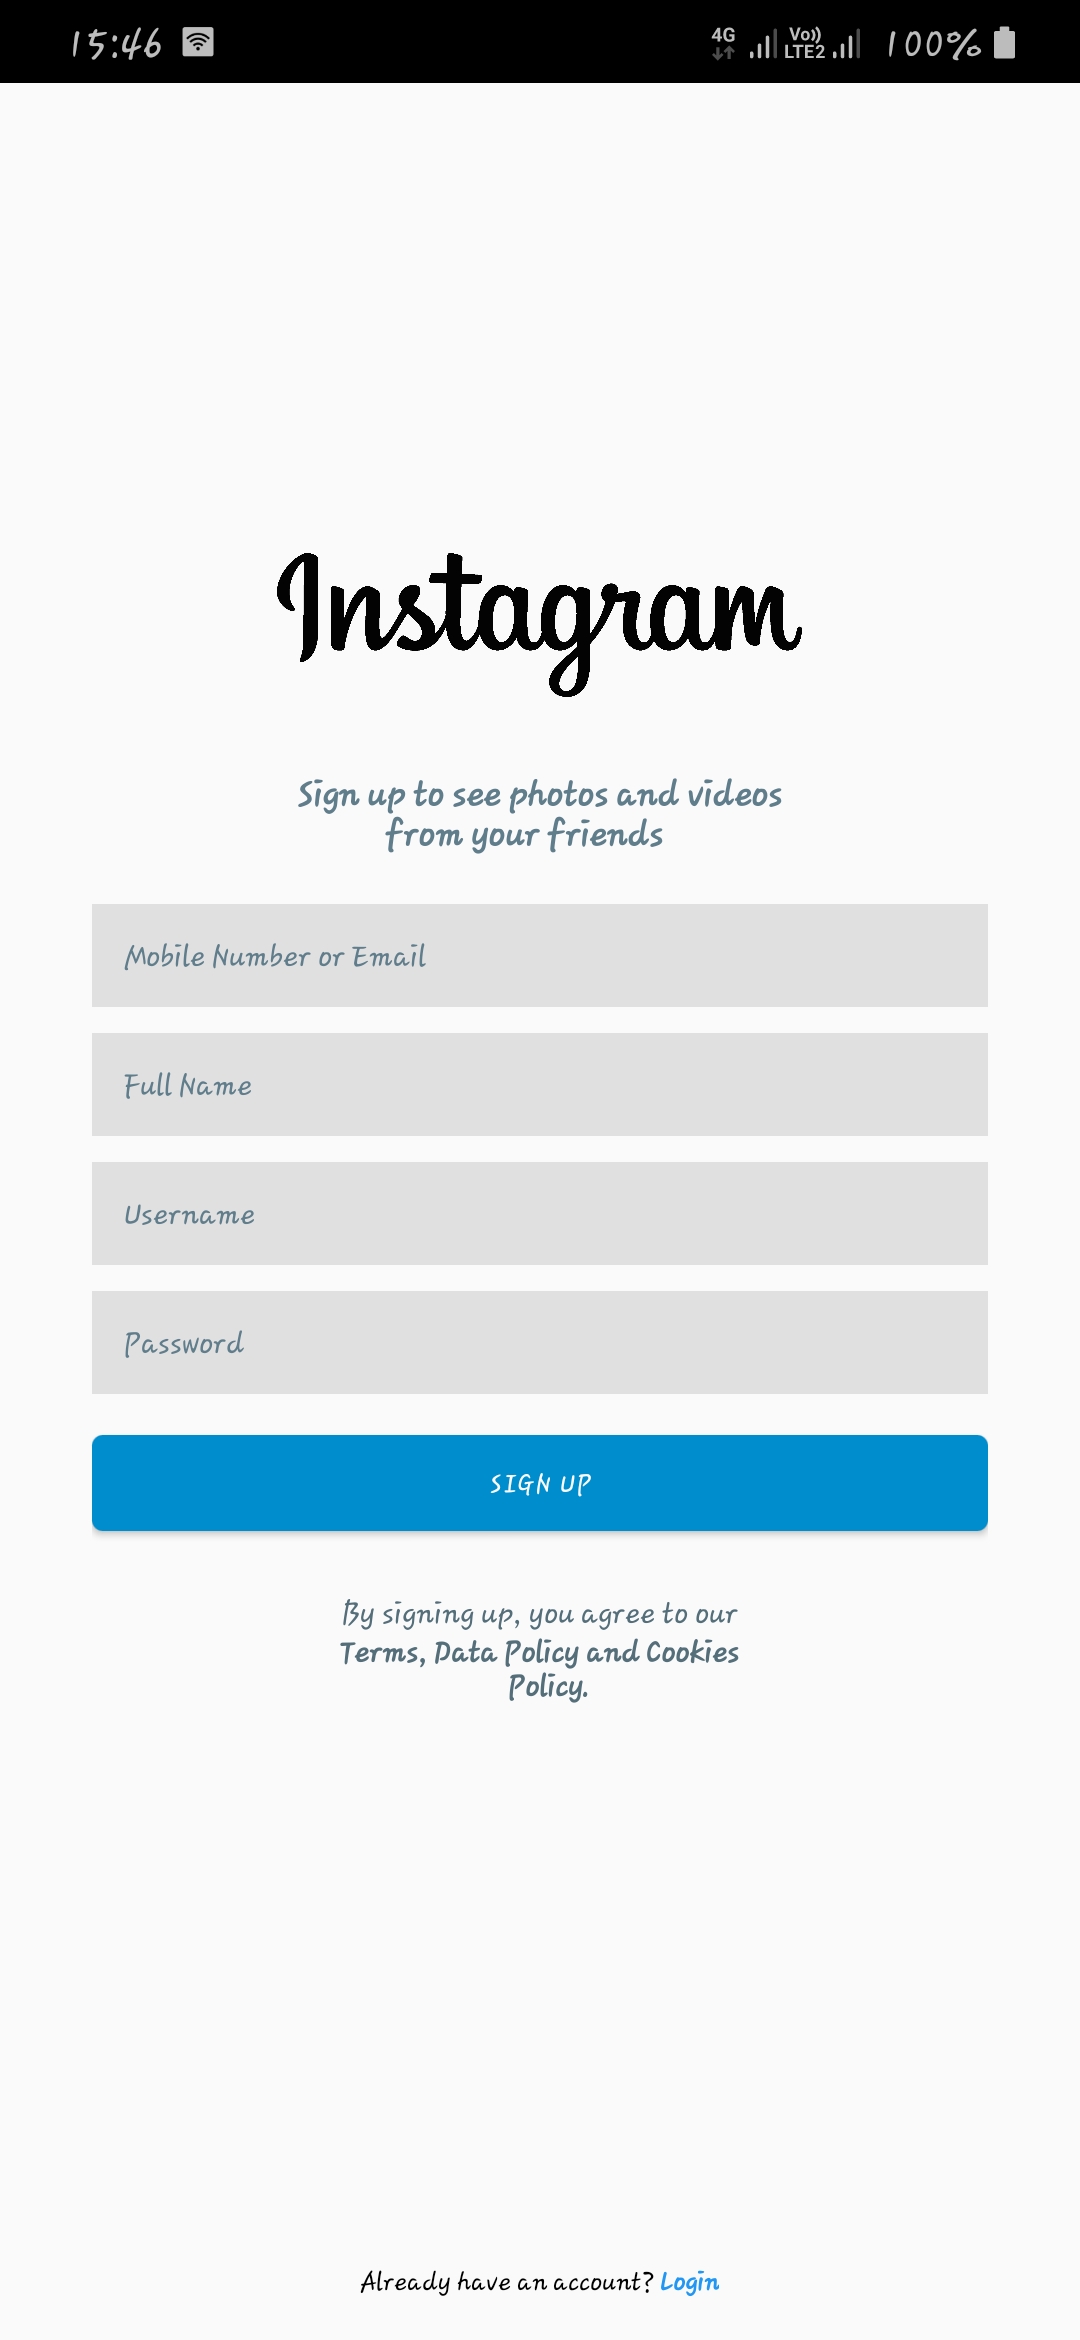 15:46 4G Vo)) LTE2 100%
Instagram
Sign up to see photos and videos
from your friends
Mobile Number or Email
Full Name
Username
Password
SIGN UP
By signing up, you agree to our
Terms, Data Policy and Cookies
Policy.
Already have an account? Login